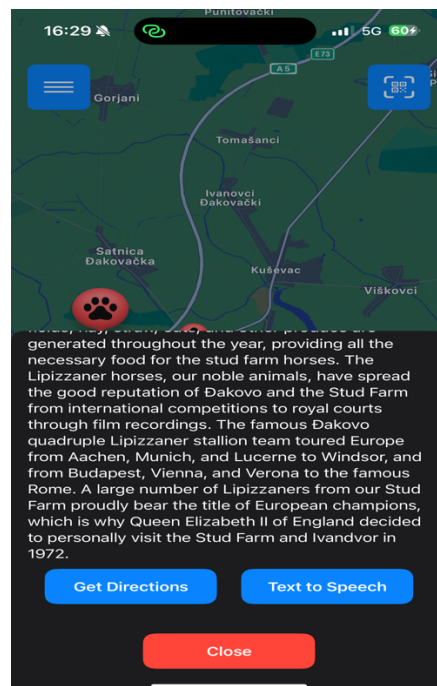 Punitovački
16:29
5G 60
E73
A5
Gorjani
Tomašanci
Ivanovci
Đakovački
Satnica
Đakovačka
Kuševac
Viškovci
generated throughout the year, providing all the
necessary food for the stud farm horses. The
Lipizzaner horses, our noble animals, have spread
the good reputation of Đakovo and the Stud Farm
from international competitions to royal courts
through film recordings. The famous Đakovo
quadruple Lipizzaner stallion team toured Europe
from Aachen, Munich, and Lucerne to Windsor, and
from Budapest, Vienna, and Verona to the famous
Rome. A large number of Lipizzaners from our Stud
Farm proudly bear the title of European champions,
which is why Queen Elizabeth II of England decided
to personally visit the Stud Farm and Ivandvor in
1972.
Get Directions Text to Speech
Close